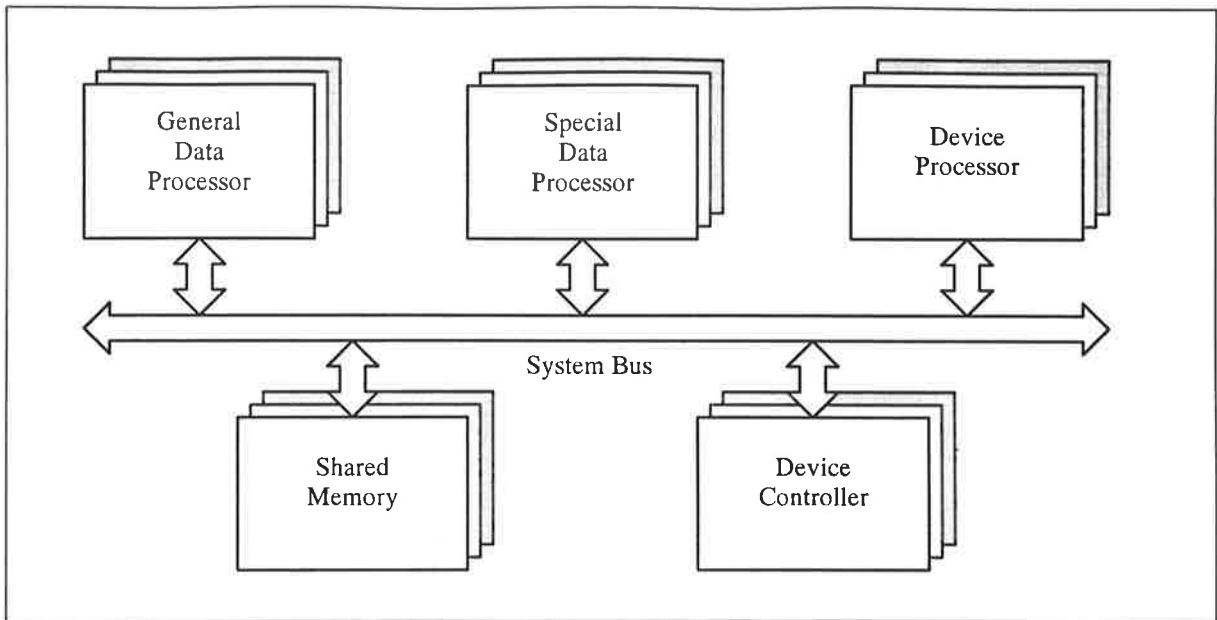 General
Data
Processor
Special
Data
Processor
Device
Processor
System Bus
Shared
Memory
Device
Controller